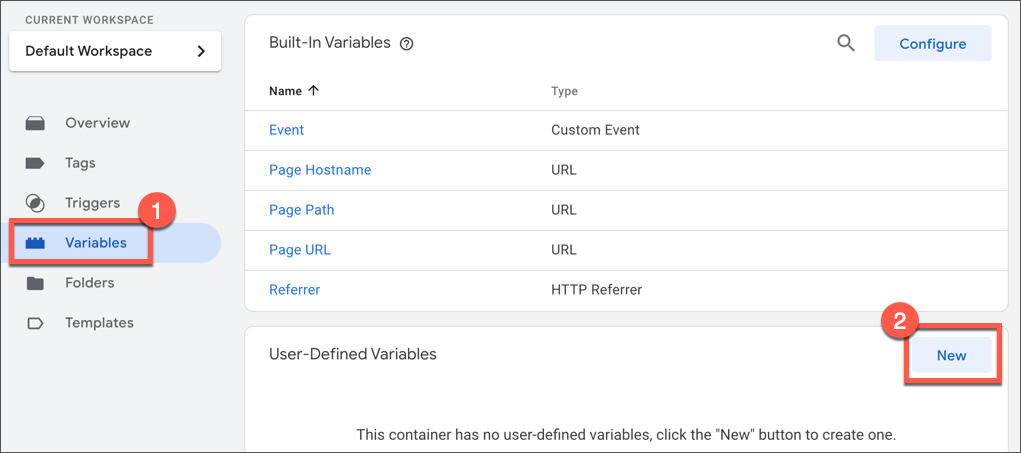 CURRENT WORKSPACE
Default Workspace
Overview
Tags
Triggers
1
Variables
Folders
Templates
Built-In Variables
Configure
Name Type
Event Custom Event
Page Hostname URL
Page Path URL
Page URL URL
Referrer HTTP Referrer
2
User-Defined Variables
New
This container has no user-defined variables, click the "New" button to create one.